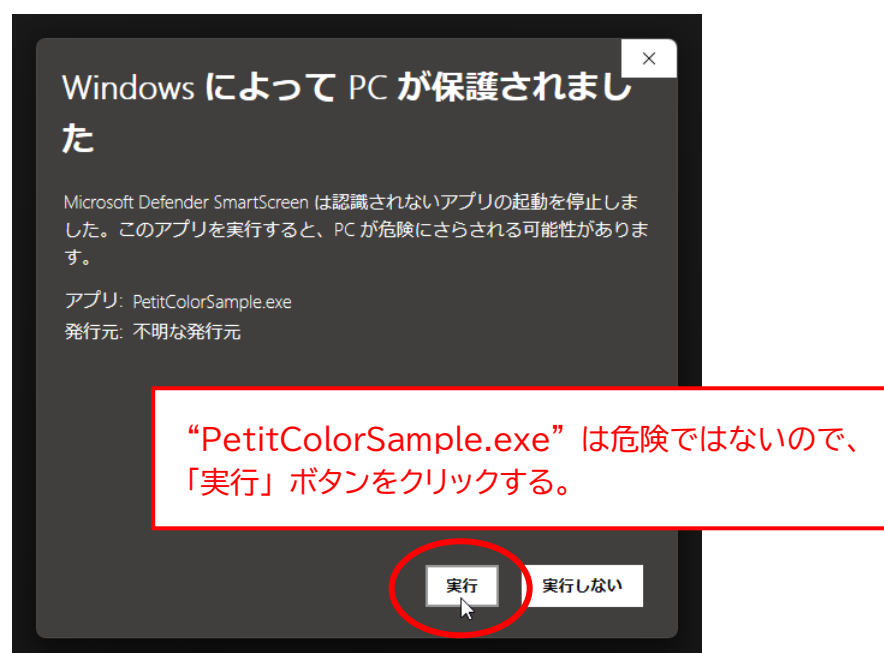 Windows によって PC が保護されまし
た
Microsoft Defender SmartScreen は認識されないアプリの起動を停止しま
した。このアプリを実行すると、PC が危険にさらされる可能性がありま
す。
アプリ: PetitColorSample.exe
発行元: 不明な発行元
“PetitColorSample.exe”は危険ではないので、
「実行」ボタンをクリックする。
実行 実行しない